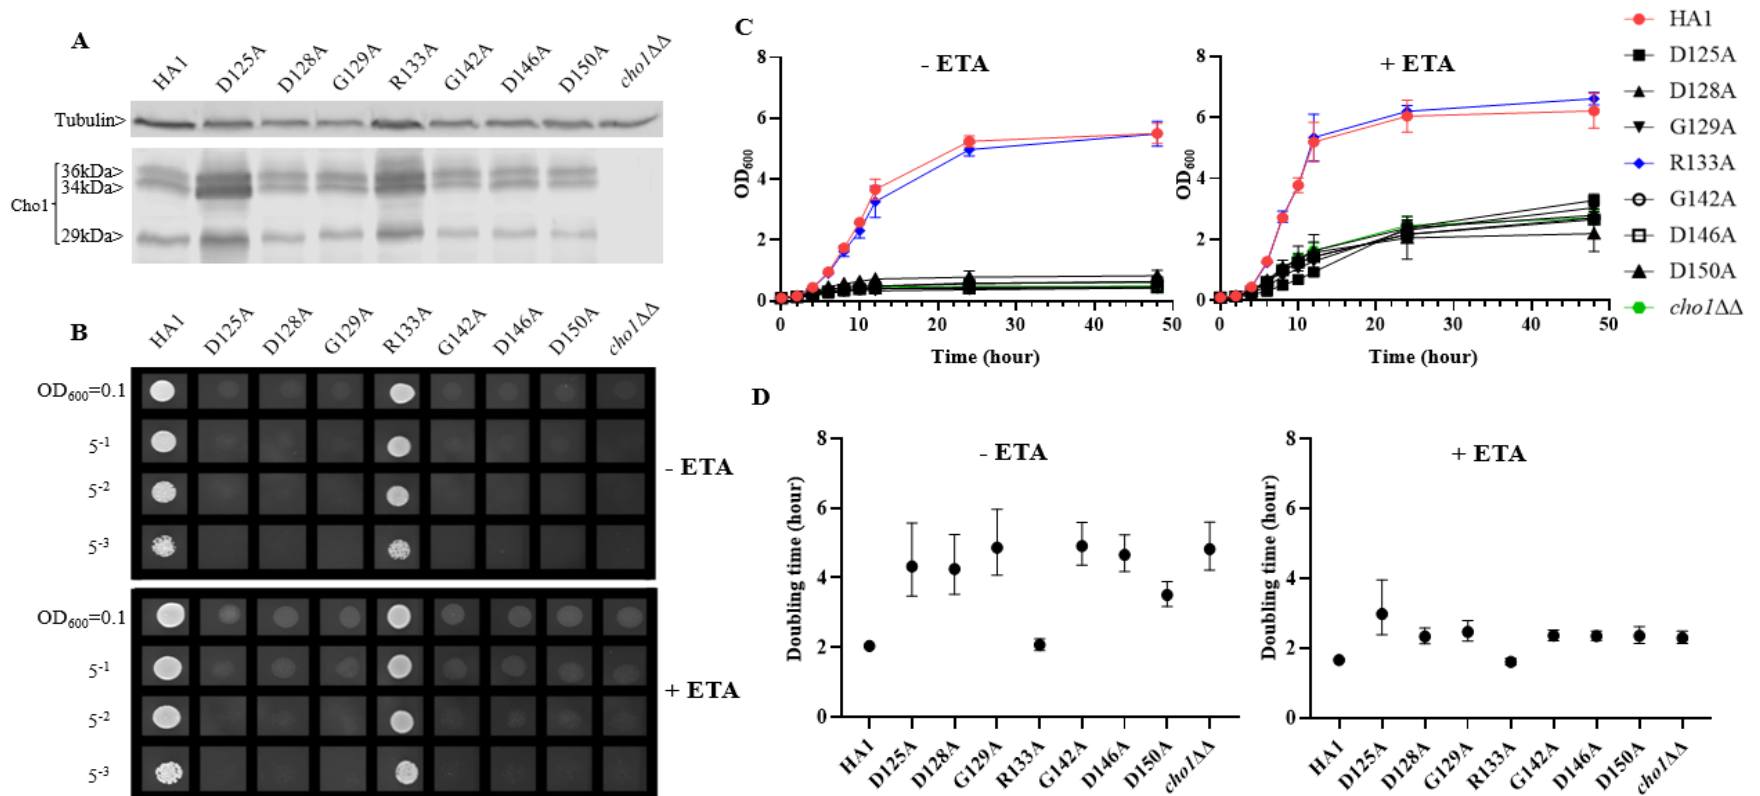 A
HA1 D125A D128A G129A R133A G142A D146A D150A cho1ΔΔ
Tubulin>
36kDa>
34kDa>
Cho1
29kDa>
B
HA1 D125A D128A G129A R133A G142A D146A D150A cho1ΔΔ
OD600=0.1
5-1
5-2
5-3
- ETA
OD600=0.1
5-1
5-2
5-3
+ ETA
C
- ETA
OD600
8
6
4
2
0
0 10 20 30 40 50
Time (hour)
+ ETA
OD600
8
6
4
2
0
0 10 20 30 40 50
Time (hour)
HA1
D125A
D128A
G129A
R133A
G142A
D146A
D150A
cho1ΔΔ
D
- ETA
Doubling time (hour)
8
6
4
2
0
HA1 D125A D128A G129A R133A G142A D146A D150A cho1ΔΔ
+ ETA
Doubling time (hour)
8
6
4
2
0
HA1 D125A D128A G129A R133A G142A D146A D150A cho1ΔΔ